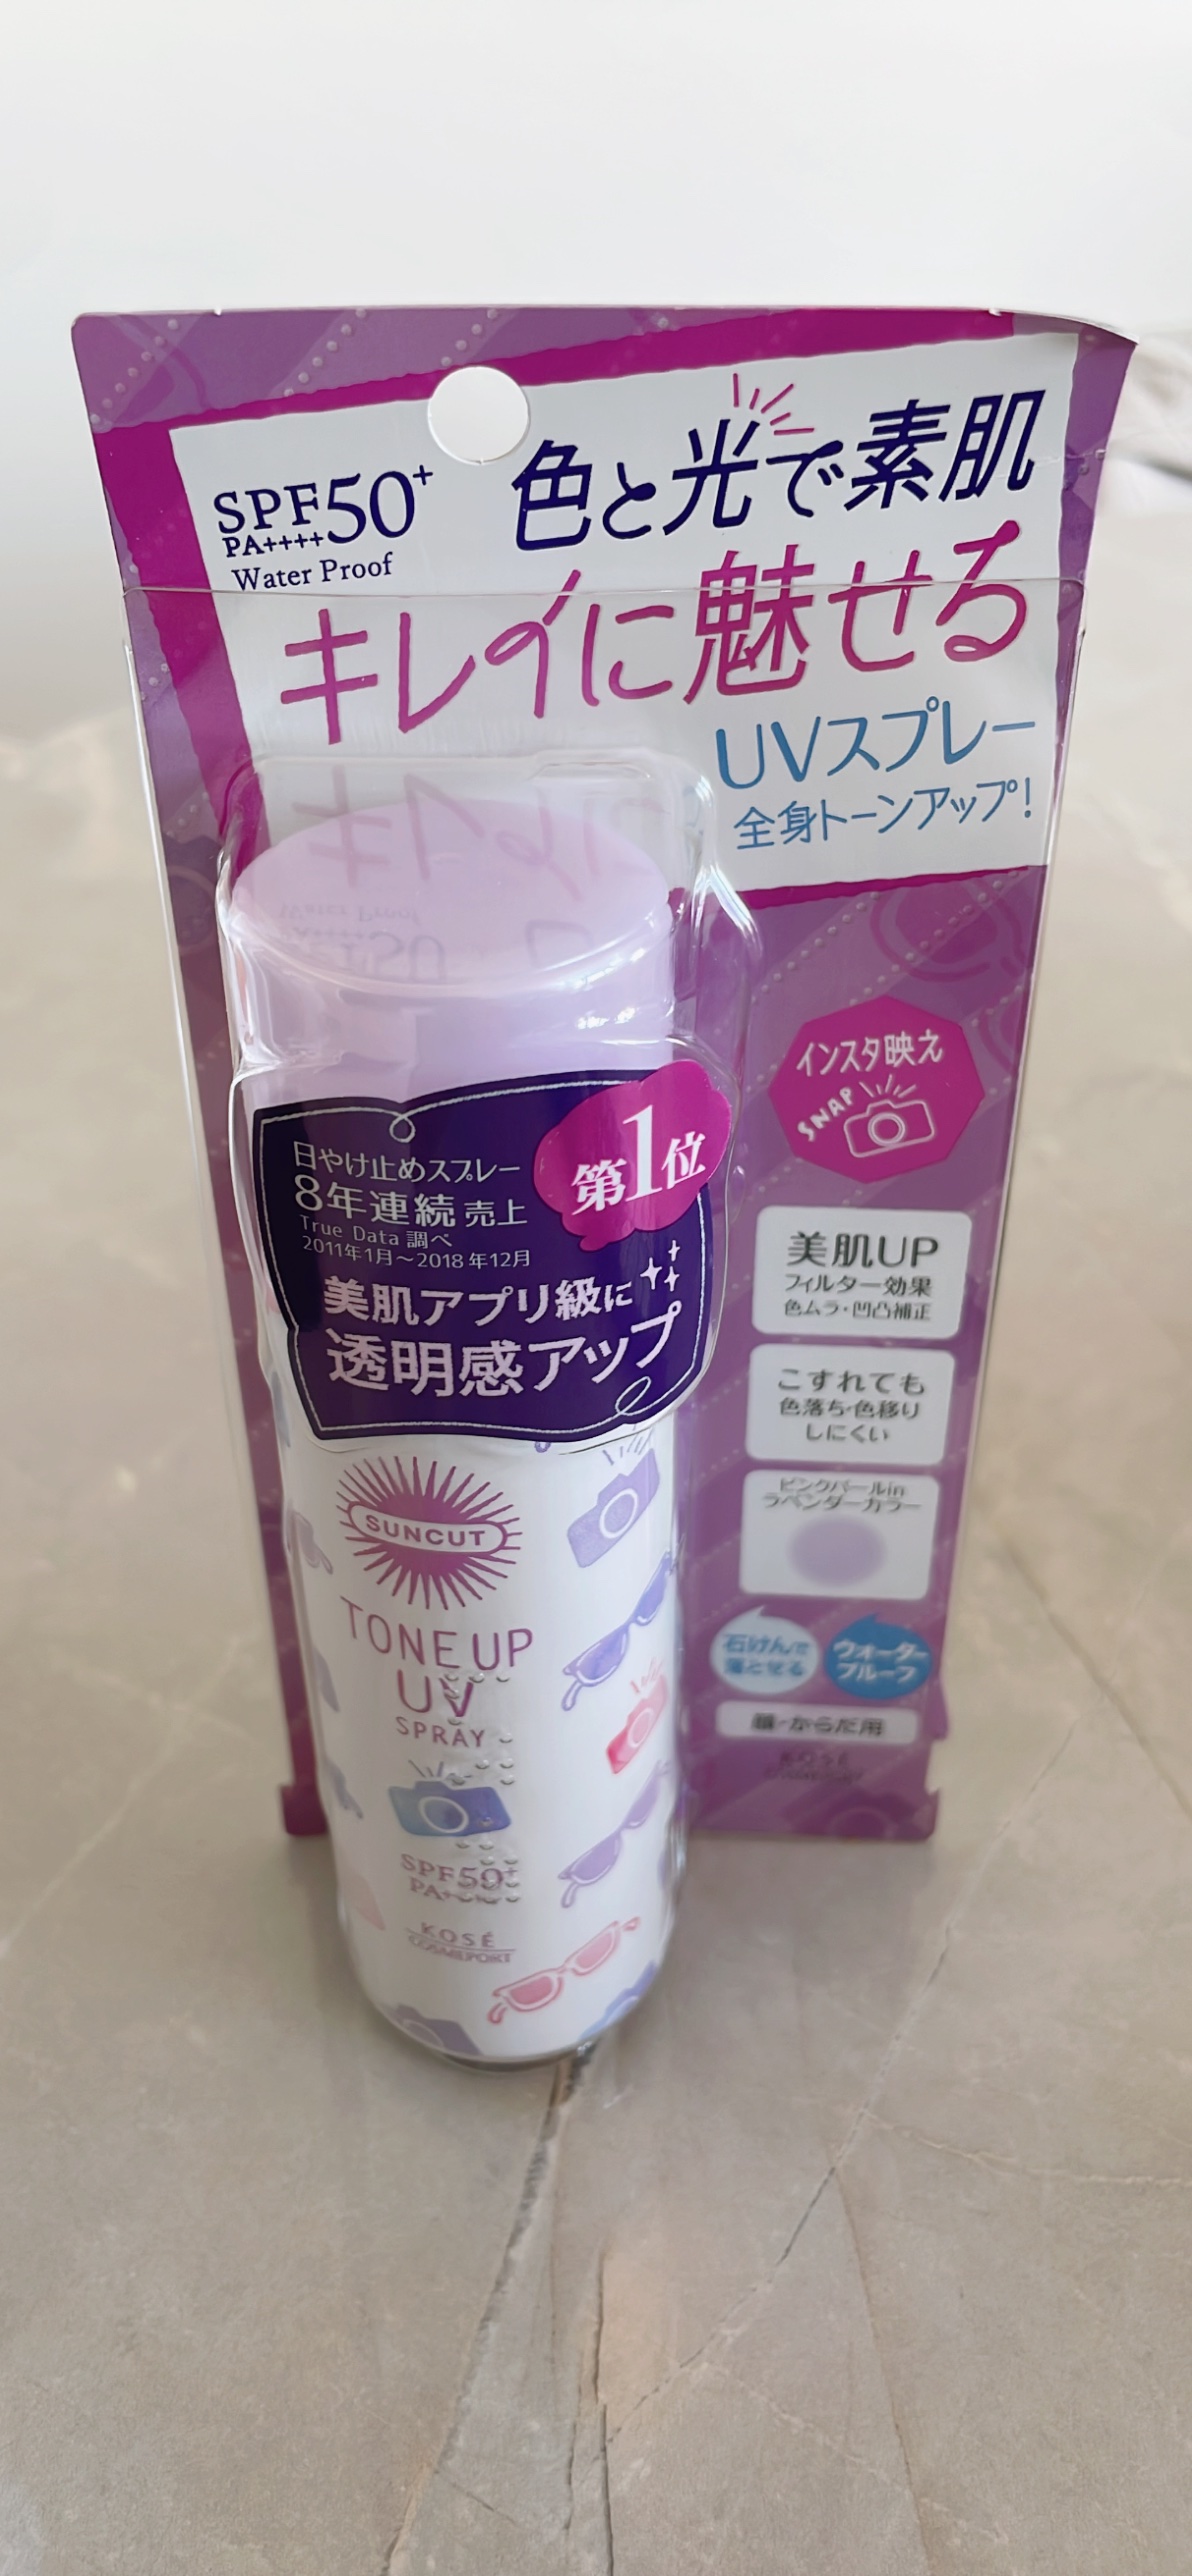 SPF50+
PA++++
Water Proof
色と光で素肌
キレイに魅せる
UVスプレー
全身トーンアップ!
インスタ映え
SNAP
日やけ止めスプレー
8年連続売上
第1位
True Data 調べ
2011年1月～2018年12月
美肌アプリ級に
透明感アップ
美肌UP
フィルター効果
色ムラ・凹凸補正
こすれても
色落ち・色移り
しにくい
ピンクパールin
ラベンダーカラー
石けんで
落とせる
ウォーター
プルーフ
顔・からだ用
KOSÉ
COSMEPORT
SUNCUT
TONE UP
UV
SPRAY
SPF50+
PA++++
KOSÉ
COSMEPORT